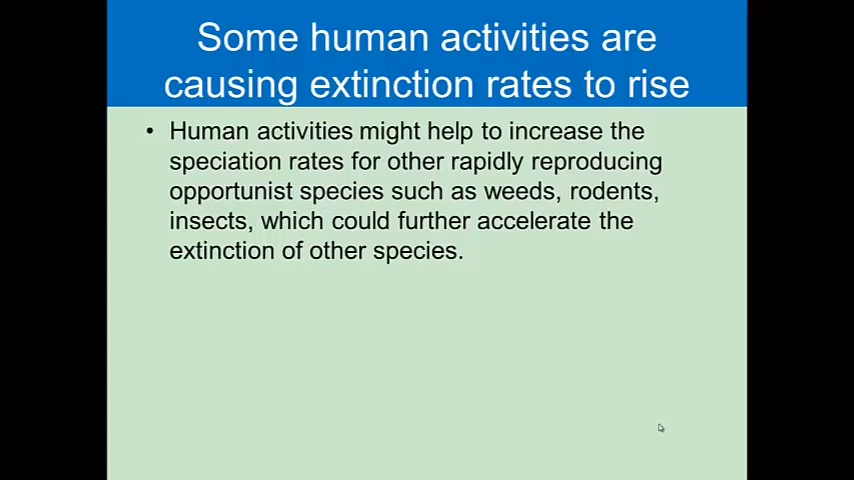 Some human activities are
causing extinction rates to rise
• Human activities might help to increase the
speciation rates for other rapidly reproducing
opportunist species such as weeds, rodents,
insects, which could further accelerate the
extinction of other species.